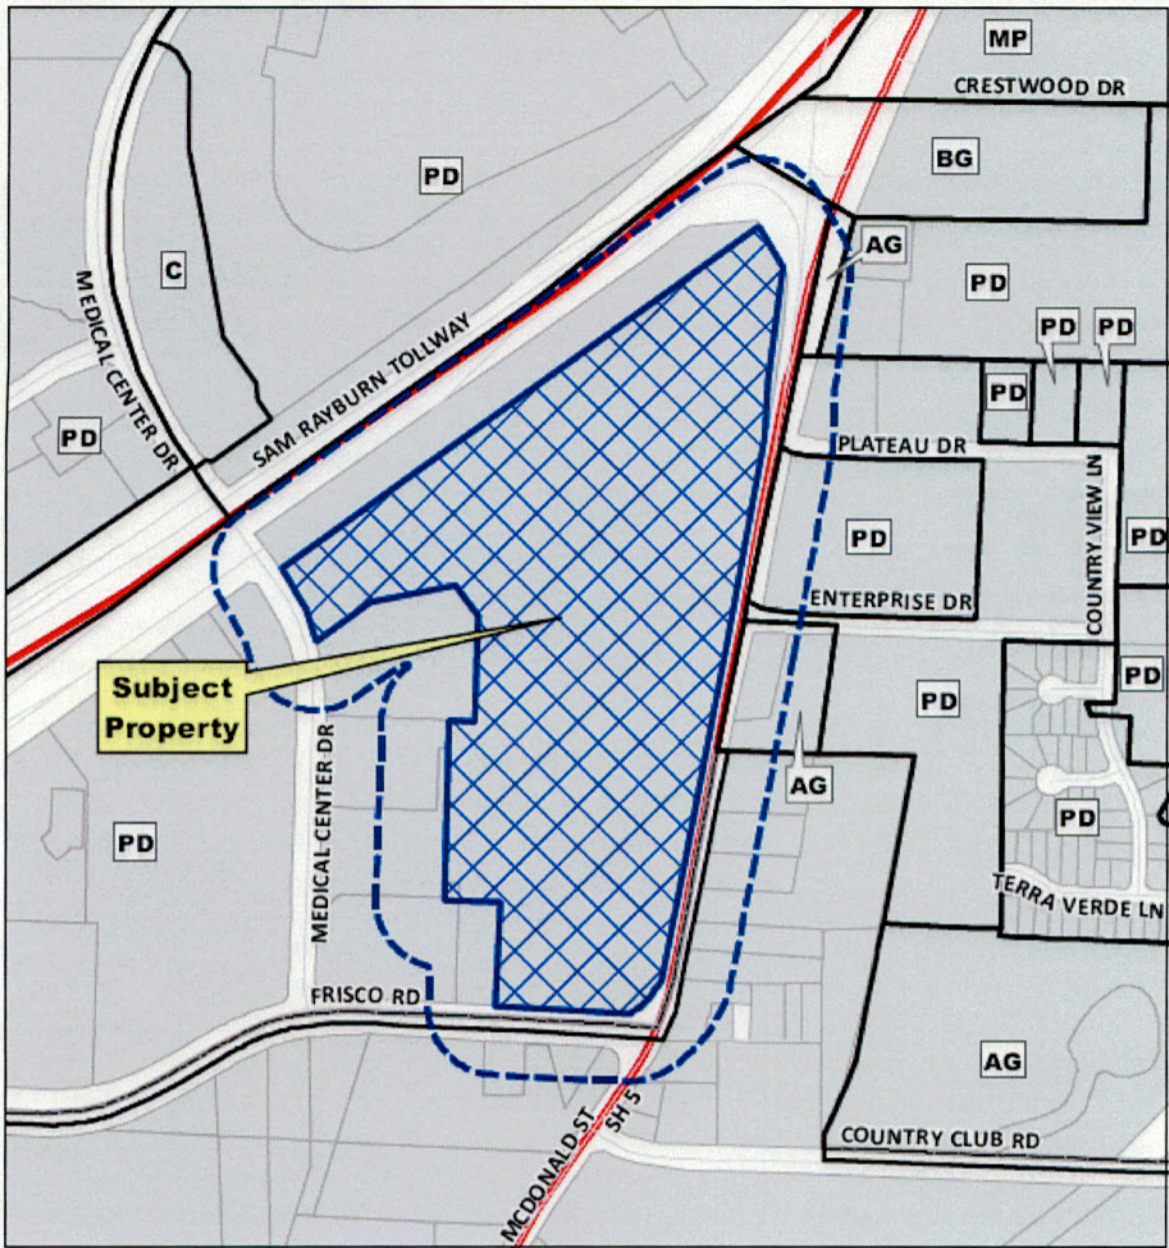 MP
CRESTWOOD DR
BG
PD
AG
C
PD
PD
PD
MEDICAL CENTER DR
SAM RAYBURN TOLLWAY
PD
PD
PLATEAU DR
COUNTRY VIEW LN
PD
PD
ENTERPRISE DR
Subject
Property
PD
PD
MEDICAL CENTER DR
AG
PD
PD
TERRA VERDE LN
FRISCO RD
AG
MCDONALD ST
SH 5
COUNTRY CLUB RD